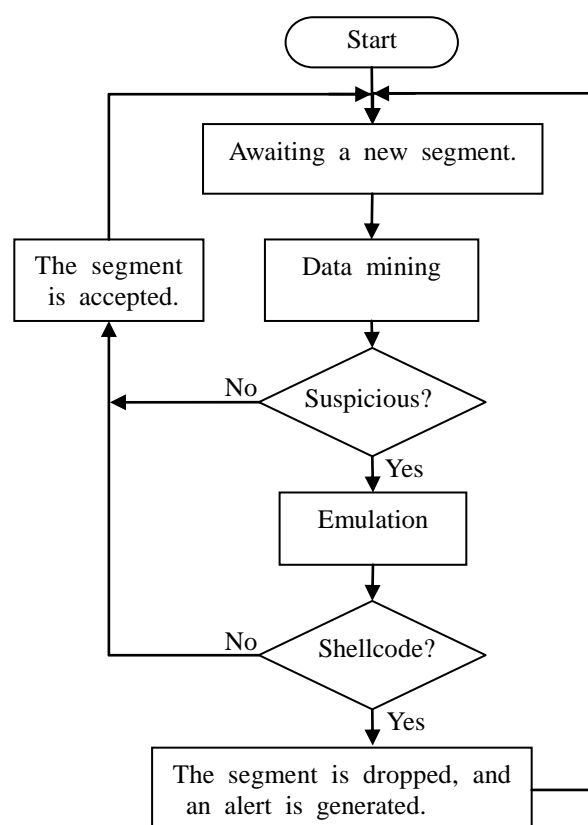 Start
Awaiting a new segment.
Data mining
The segment
is accepted.
No
Suspicious?
Yes
Emulation
No
Shellcode?
Yes
The segment is dropped, and
an alert is generated.